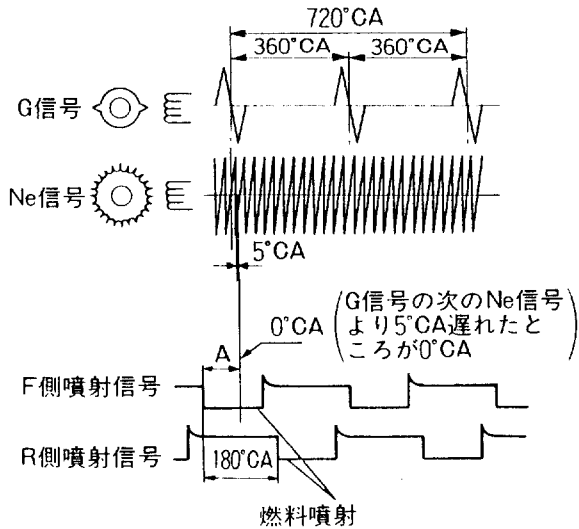 720°CA
360°CA 360°CA
G信号
Ne信号
5°CA
0°CA
(G信号の次のNe信号
より5°CA遅れたと
ころが0°CA)
A
F側噴射信号
R側噴射信号
180°CA
燃料噴射